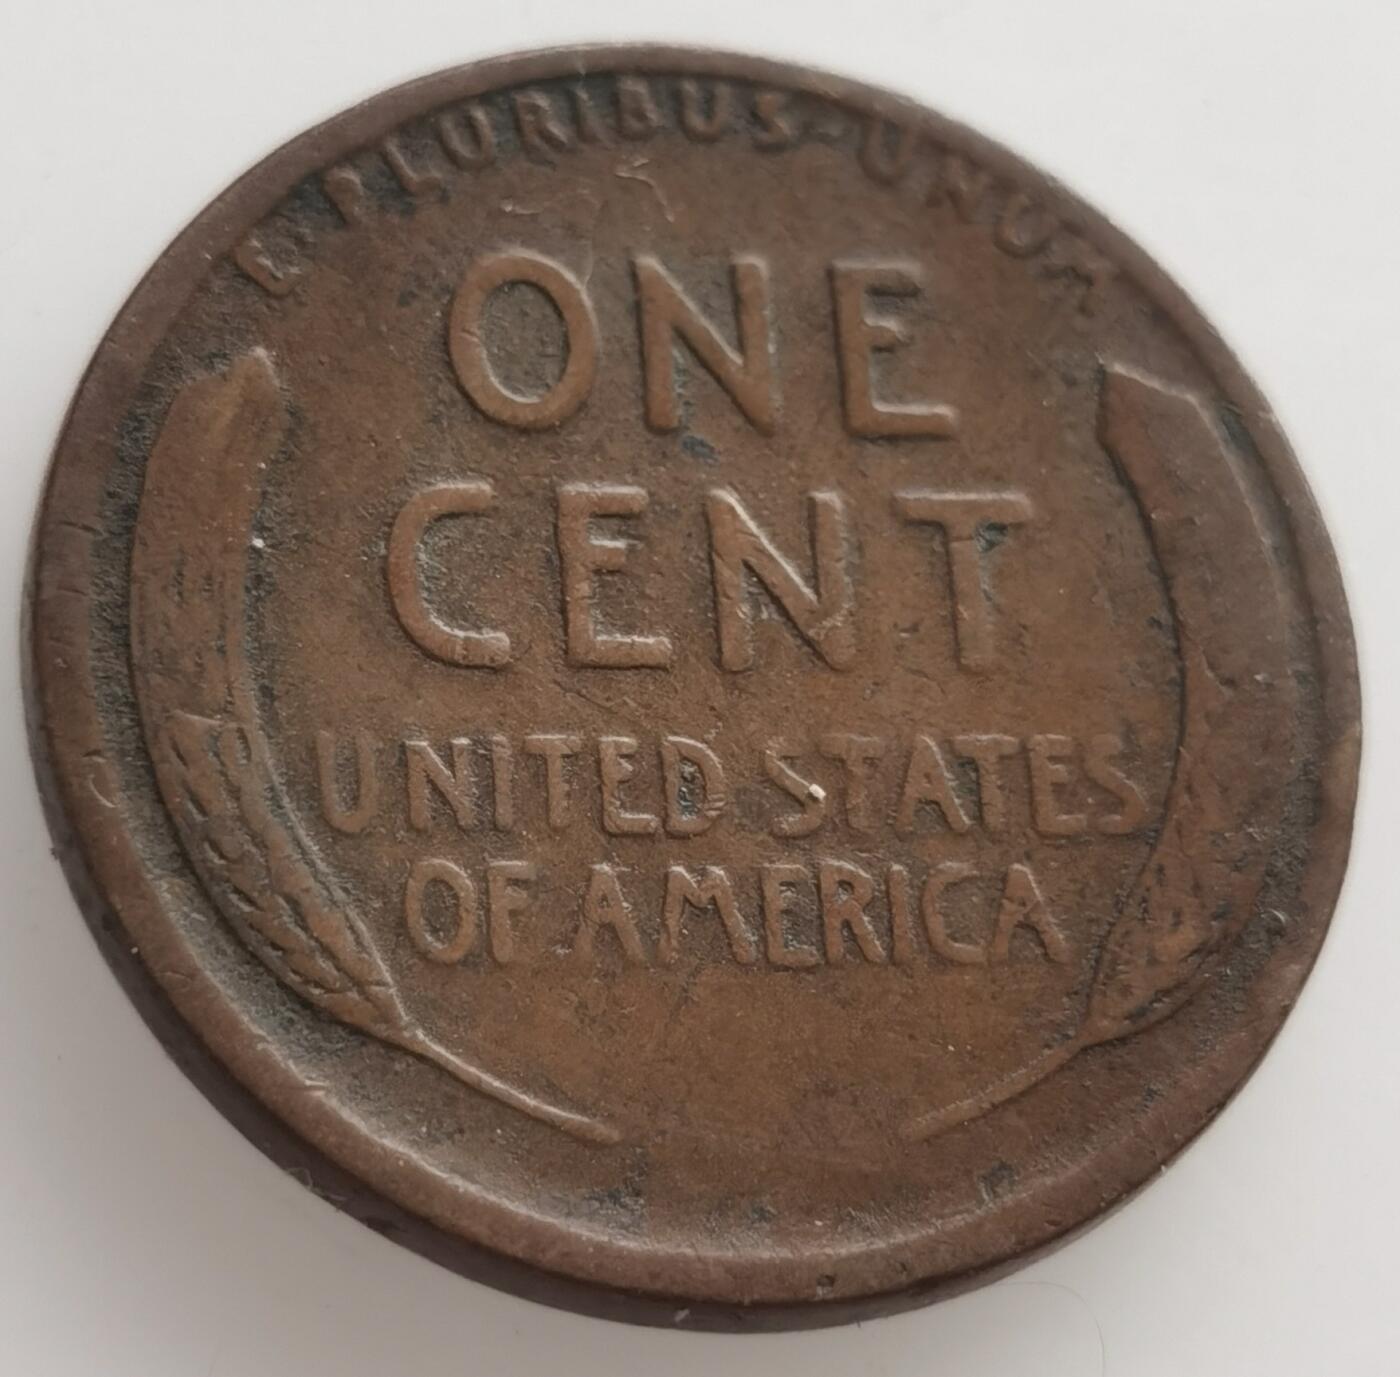 E·PLURIBUS·UNUM
ONE
CENT
UNITED STATES
OF AMERICA